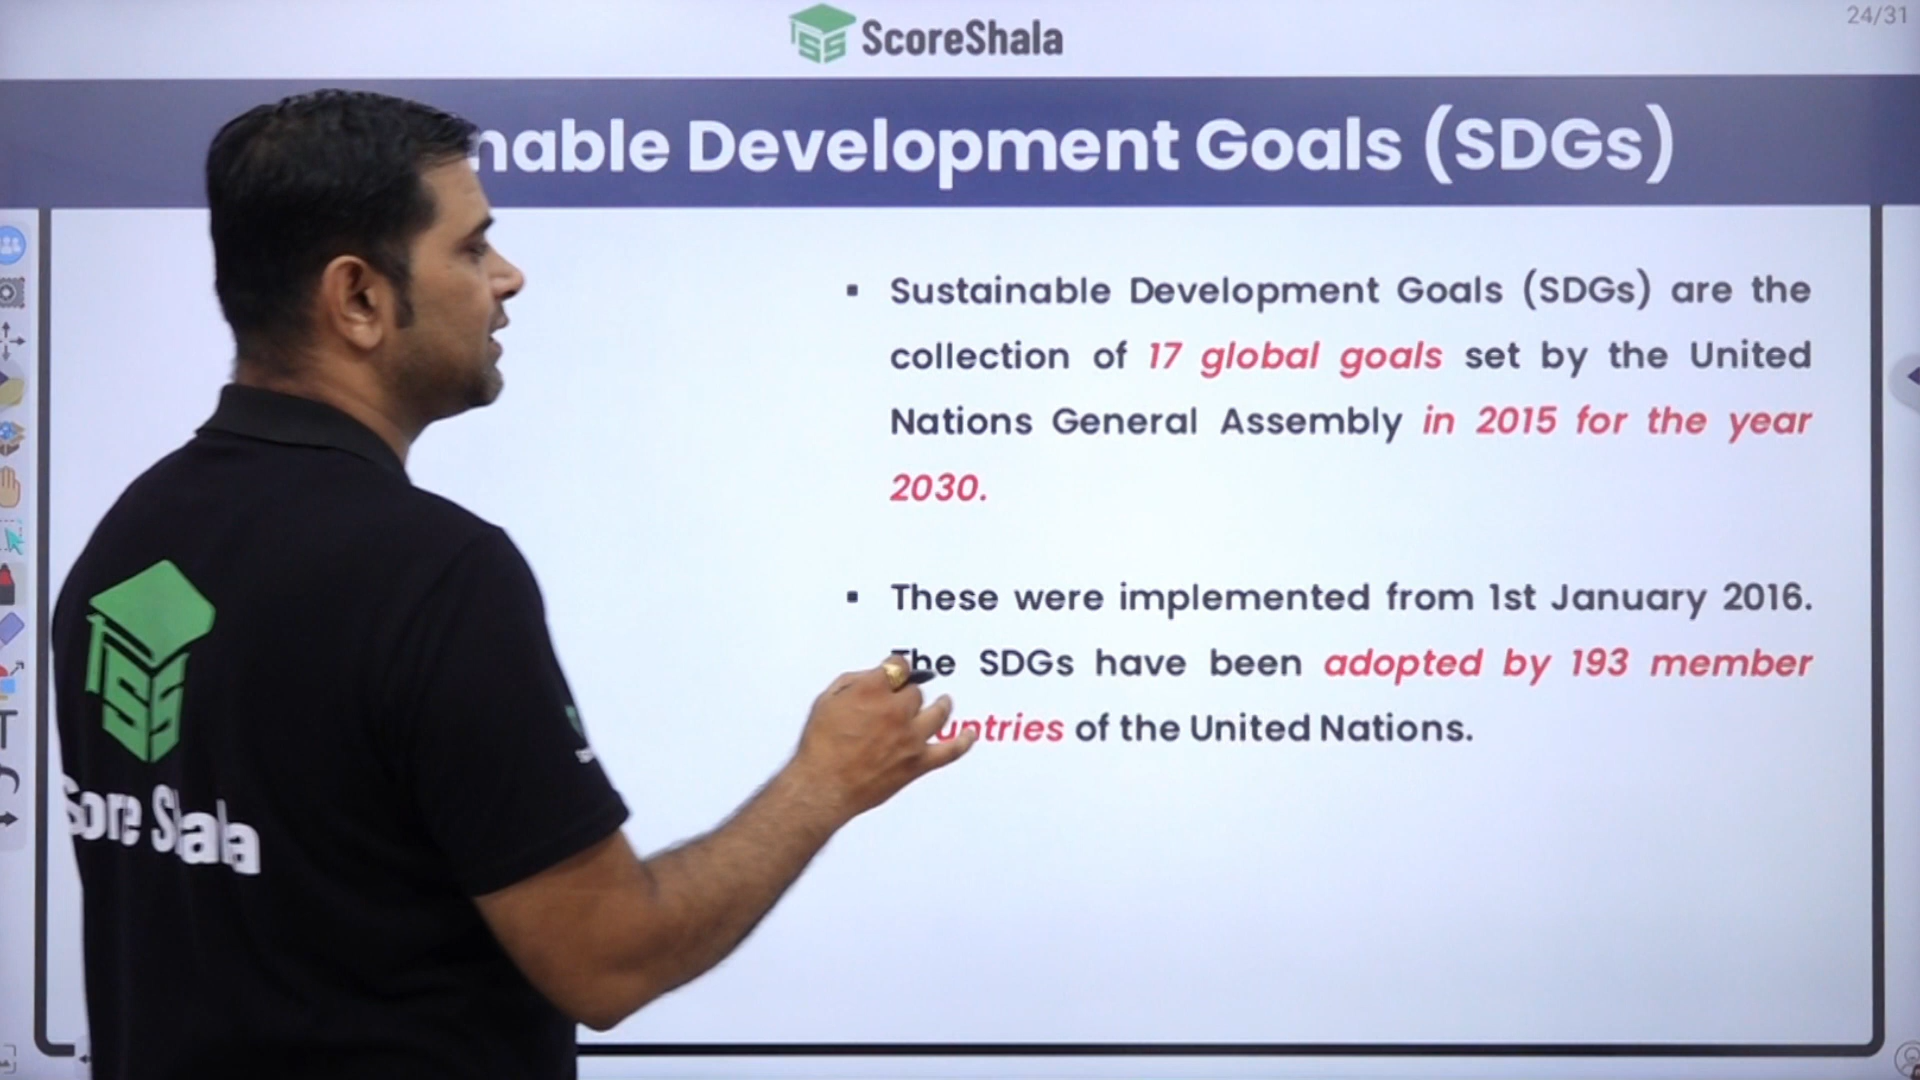 ScoreShala
24/31
nable Development Goals (SDGs)
▪ Sustainable Development Goals (SDGs) are the
collection of 17 global goals set by the United
Nations General Assembly in 2015 for the year
2030.
▪ These were implemented from 1st January 2016.
The SDGs have been adopted by 193 member
untries of the United Nations.
SS
Score Shala